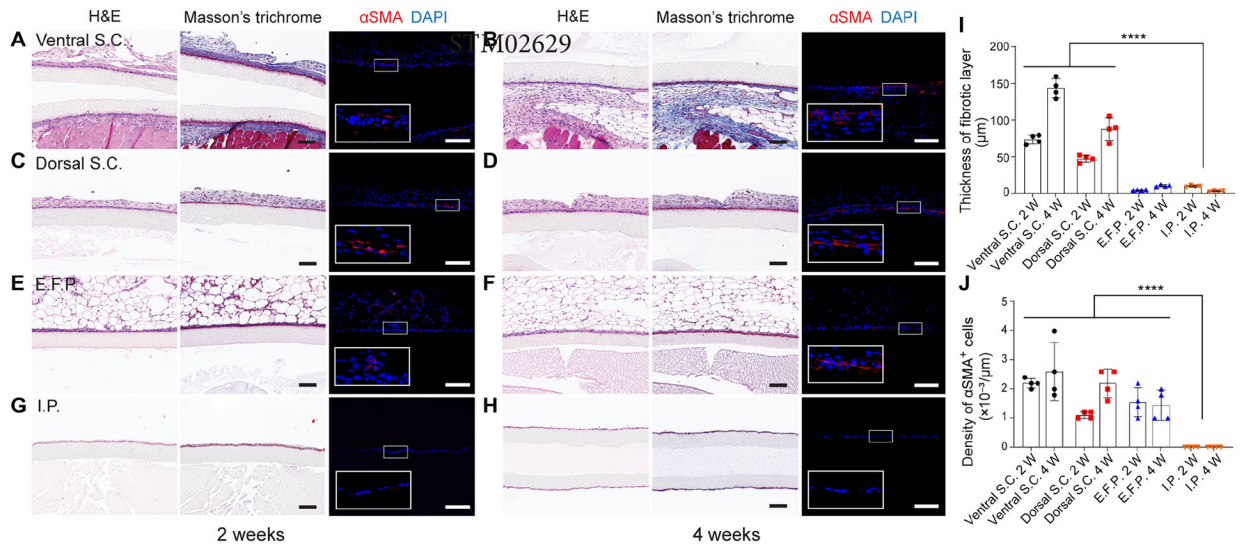 H&E Masson's trichrome αSMA DAPI H&E Masson's trichrome αSMA DAPI
STM02629
A Ventral S.C. B
C Dorsal S.C. D
E E.F.P. F
G I.P. H
2 weeks 4 weeks
I
Thickness of fibrotic layer
(µm)
****
200
150
100
50
0
Ventral S.C. 2 W
Ventral S.C. 4 W
Dorsal S.C. 2 W
Dorsal S.C. 4 W
E.F.P. 2 W
E.F.P. 4 W
I.P. 2 W
I.P. 4 W
J
Density of αSMA⁺ cells
(×10⁻³/µm)
****
5
4
3
2
1
0
Ventral S.C. 2 W
Ventral S.C. 4 W
Dorsal S.C. 2 W
Dorsal S.C. 4 W
E.F.P. 2 W
E.F.P. 4 W
I.P. 2 W
I.P. 4 W